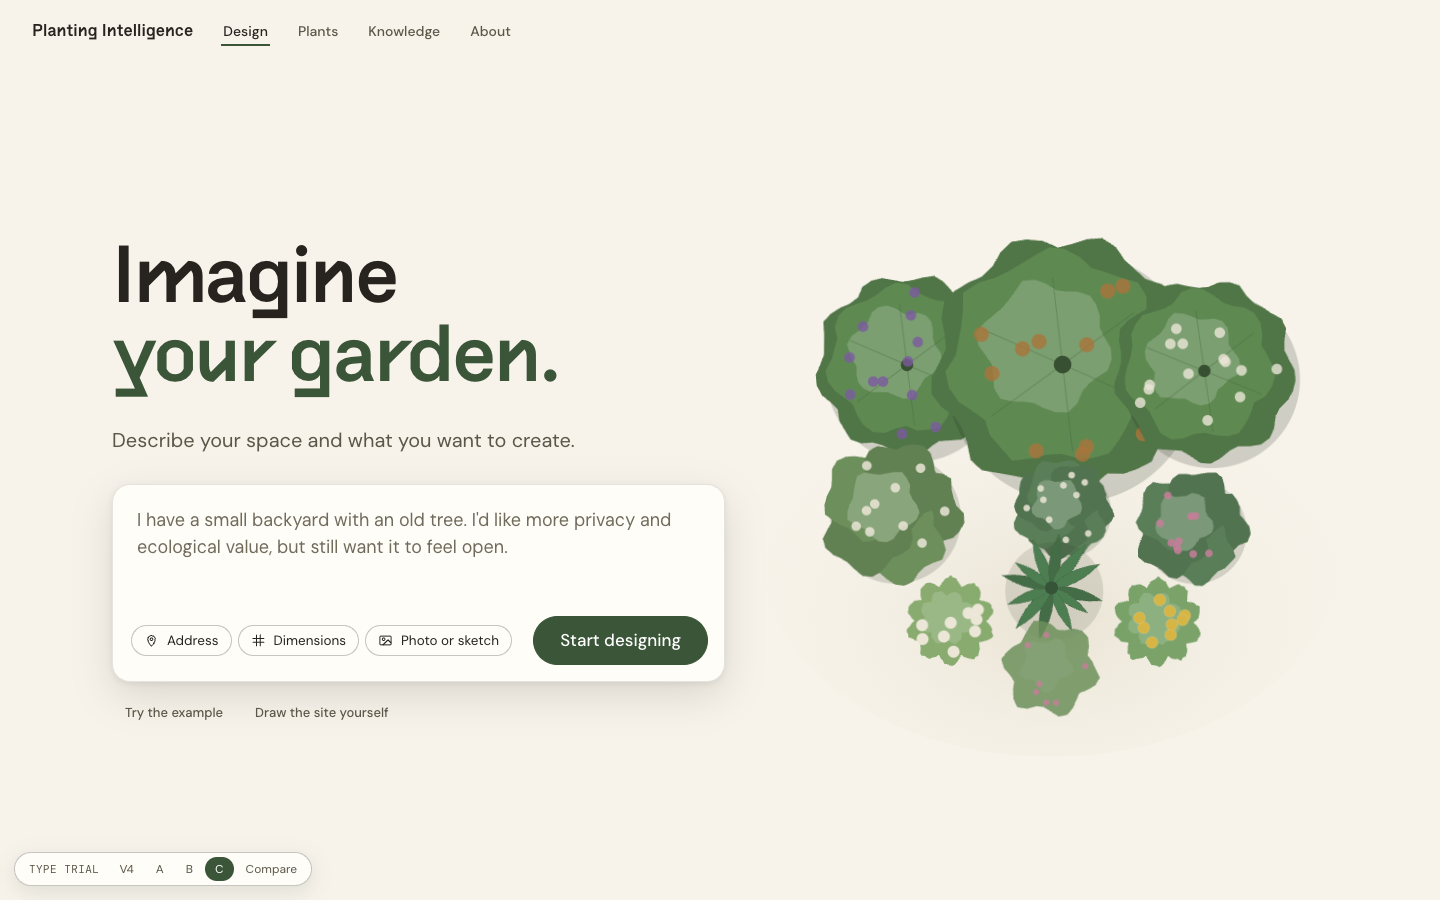 Planting Intelligence Design Plants Knowledge About
Imagine
your garden.
Describe your space and what you want to create.
I have a small backyard with an old tree. I'd like more privacy and
ecological value, but still want it to feel open.
Address Dimensions Photo or sketch Start designing
Try the example Draw the site yourself
TYPE TRIAL V4 A B C Compare